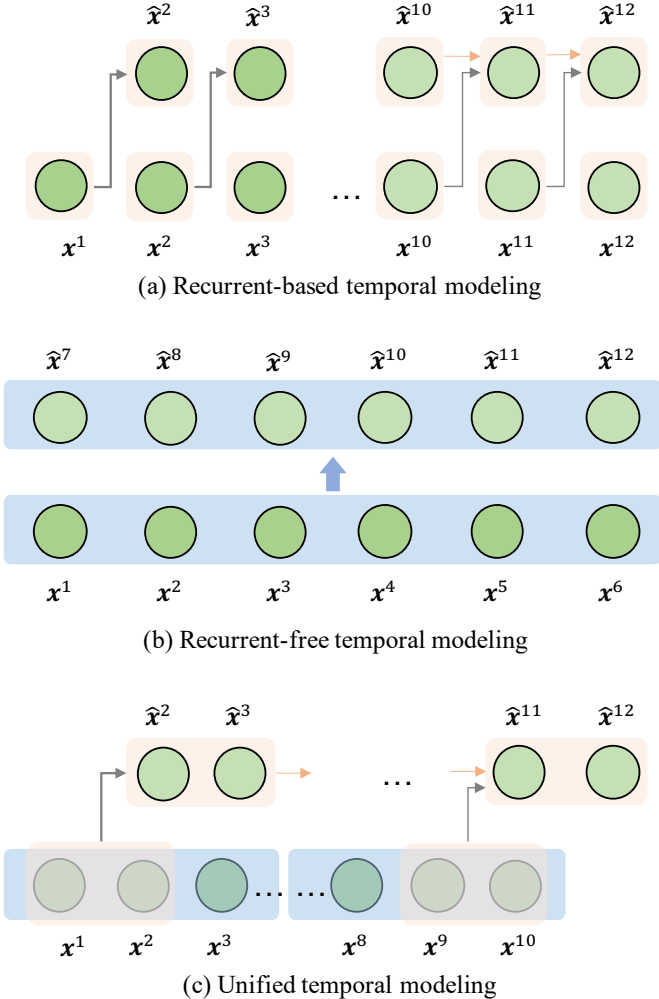 x̂² x̂³ x̂¹⁰ x̂¹¹ x̂¹²
...
x¹ x² x³ x¹⁰ x¹¹ x¹²
(a) Recurrent-based temporal modeling
x̂⁷ x̂⁸ x̂⁹ x̂¹⁰ x̂¹¹ x̂¹²
x¹ x² x³ x⁴ x⁵ x⁶
(b) Recurrent-free temporal modeling
x̂² x̂³ x̂¹¹ x̂¹²
...
... ...
x¹ x² x³ x⁸ x⁹ x¹⁰
(c) Unified temporal modeling